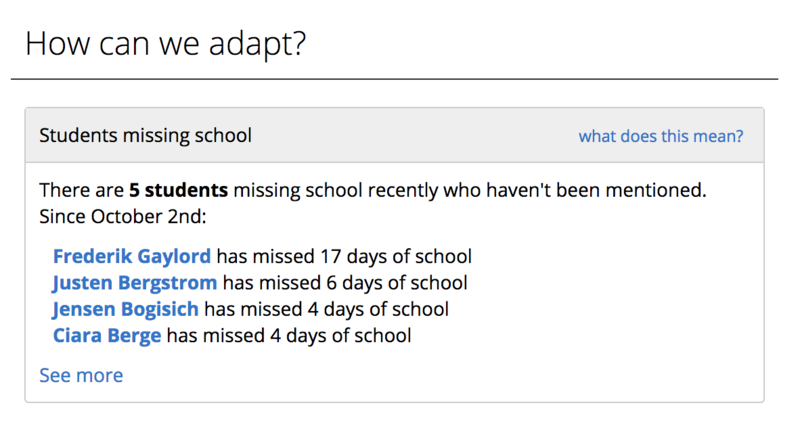 How can we adapt?
Students missing school
what does this mean?
There are 5 students missing school recently who haven't been mentioned.
Since October 2nd:
Frederik Gaylord has missed 17 days of school
Justen Bergstrom has missed 6 days of school
Jensen Bogisich has missed 4 days of school
Ciara Berge has missed 4 days of school
See more